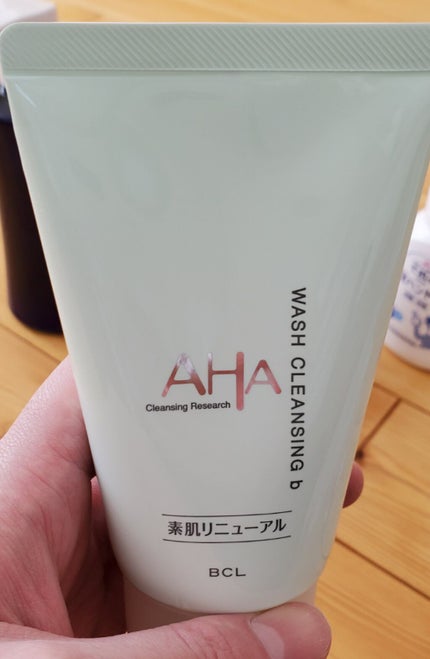 AHA
Cleansing Research
WASH CLEANSING b
素肌リニューアル
BCL